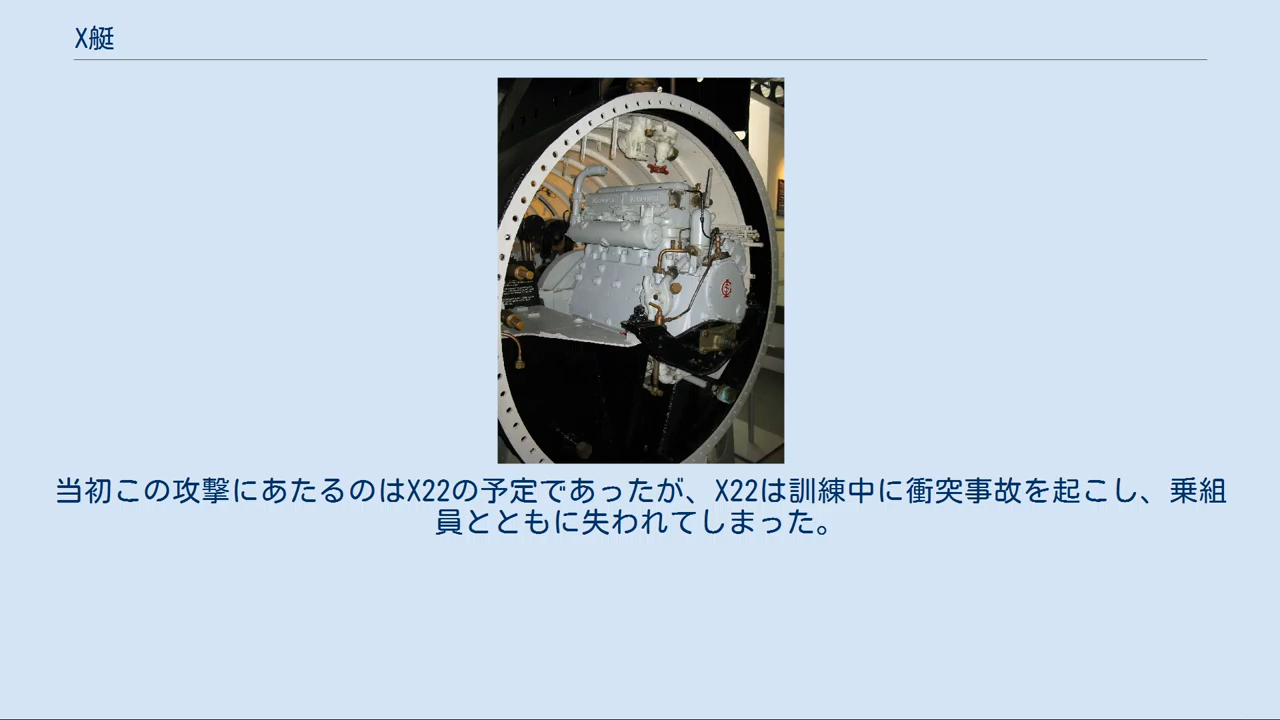 X艇
当初この攻撃にあたるのはX22の予定であったが、X22は訓練中に衝突事故を起こし、乗組
員とともに失われてしまった。